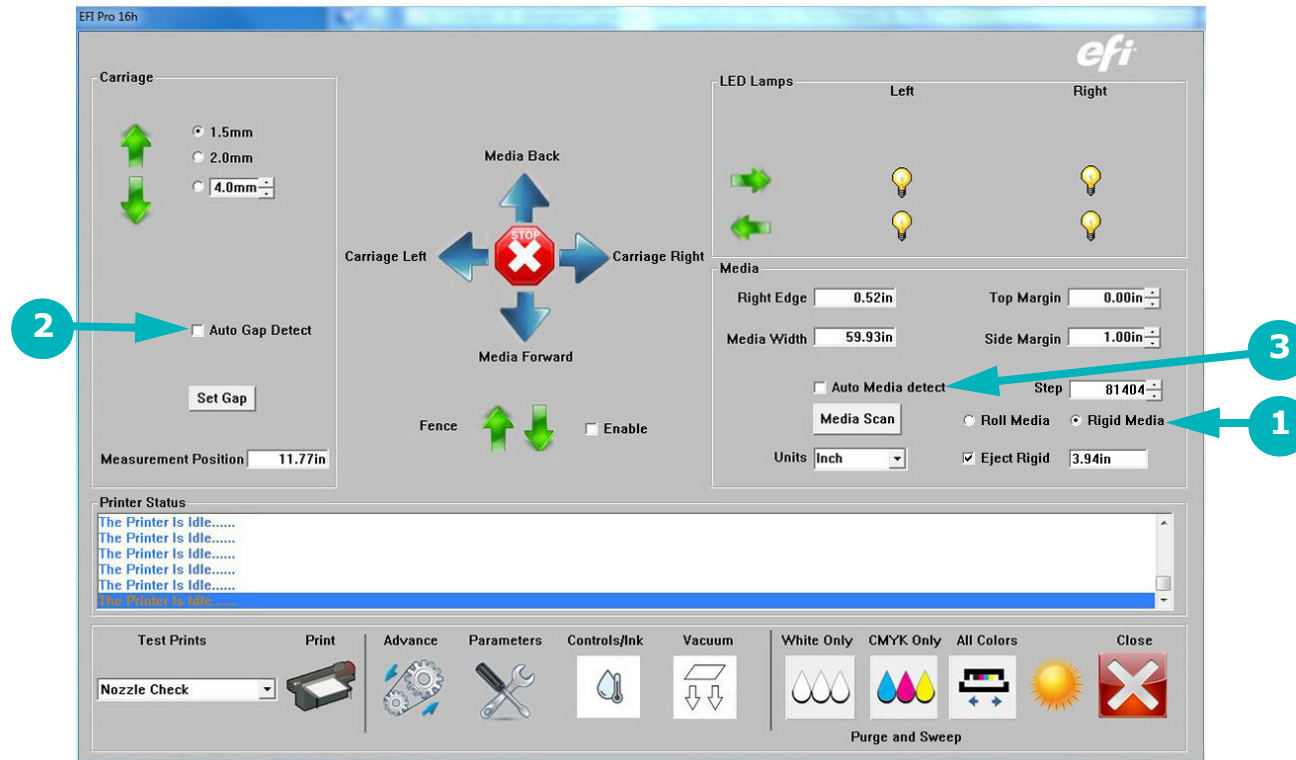 EFI Pro 16h
efi
Carriage
1.5mm
2.0mm
4.0mm
Auto Gap Detect
Set Gap
Measurement Position 11.77in
2
Media Back
STOP
Carriage Left
Carriage Right
Media Forward
Fence
Enable
LED Lamps
Left Right
Media
Right Edge 0.52in Top Margin 0.00in
Media Width 59.93in Side Margin 1.00in
3
Auto Media detect Step 81404
Media Scan Roll Media Rigid Media
1
Units Inch Eject Rigid 3.94in
Printer Status
The Printer Is Idle......
The Printer Is Idle......
The Printer Is Idle......
The Printer Is Idle......
The Printer Is Idle......
The Printer Is Idle......
Test Prints Print Advance Parameters Controls/Ink Vacuum White Only CMYK Only All Colors Close
Nozzle Check
Purge and Sweep